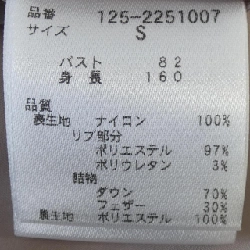 品番 125-2251007
サイズ S
バスト 82
身長 160
品質
表生地 ナイロン 100%
リブ部分
ポリエステル 97%
ポリウレタン 3%
詰物
ダウン 70%
フェザー 30%
裏生地 ポリエステル 100%